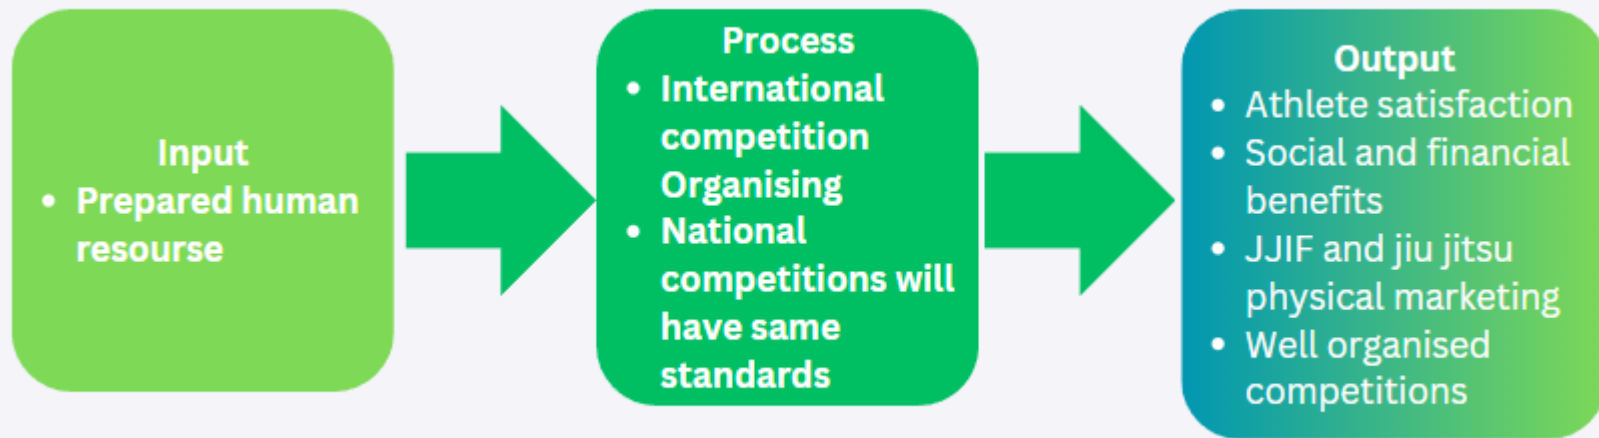 Input
• Prepared human
resourse
Process
• International
competition
Organising
• National
competitions will
have same
standards
Output
• Athlete satisfaction
• Social and financial
benefits
• JJIF and jiu jitsu
physical marketing
• Well organised
competitions